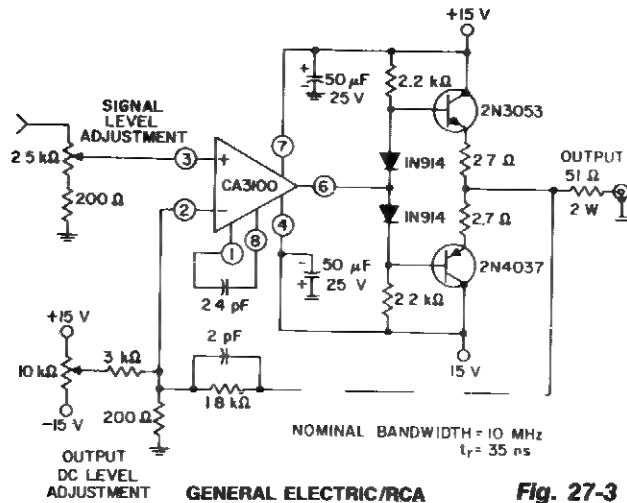 +15 V
2.2 kΩ
50 µF
25 V
2N3053
SIGNAL
LEVEL
ADJUSTMENT
7
2.7 Ω
OUTPUT
51 Ω
2 W
2.5 kΩ
3
+
CA3100
6
IN914
200 Ω
2
−
4
IN914
2.7 Ω
1
8
2N4037
50 µF
25 V
2.2 kΩ
24 pF
+15 V
2 pF
15 V
10 kΩ
3 kΩ
18 kΩ
-15 V
200 Ω
NOMINAL BANDWIDTH = 10 MHz
tr = 35 ns
OUTPUT
DC LEVEL
ADJUSTMENT
GENERAL ELECTRIC/RCA
Fig. 27-3